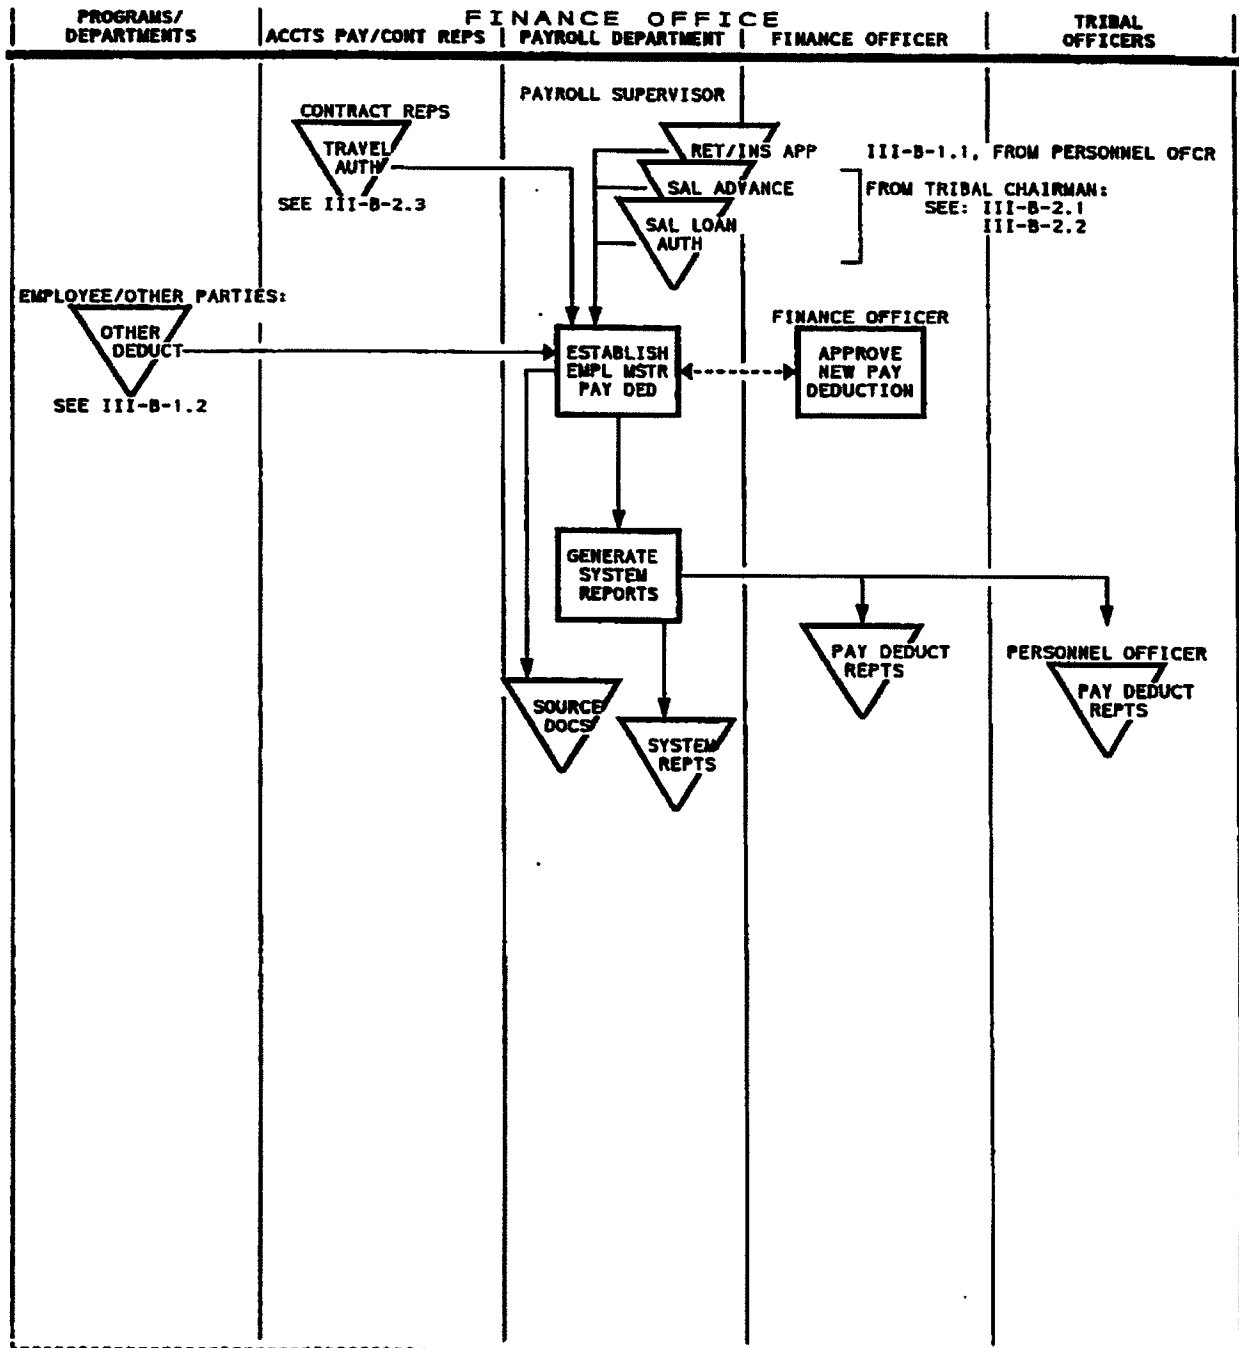 FINANCE OFFICE
PROGRAMS/
DEPARTMENTS
ACCTS PAY/CONT REPS
PAYROLL DEPARTMENT
FINANCE OFFICER
TRIBAL
OFFICERS
PAYROLL SUPERVISOR
CONTRACT REPS
TRAVEL
AUTH
SEE III-B-2.3
RET/INS APP
III-B-1.1, FROM PERSONNEL OFCR
SAL ADVANCE
FROM TRIBAL CHAIRMAN:
SEE: III-B-2.1
III-B-2.2
SAL LOAN
AUTH
EMPLOYEE/OTHER PARTIES:
OTHER
DEDUCT
SEE III-B-1.2
ESTABLISH
EMPL MSTR
PAY DED
FINANCE OFFICER
APPROVE
NEW PAY
DEDUCTION
GENERATE
SYSTEM
REPORTS
PAY DEDUCT
REPTS
PERSONNEL OFFICER
PAY DEDUCT
REPTS
SOURCE
DOCS
SYSTEM
REPTS